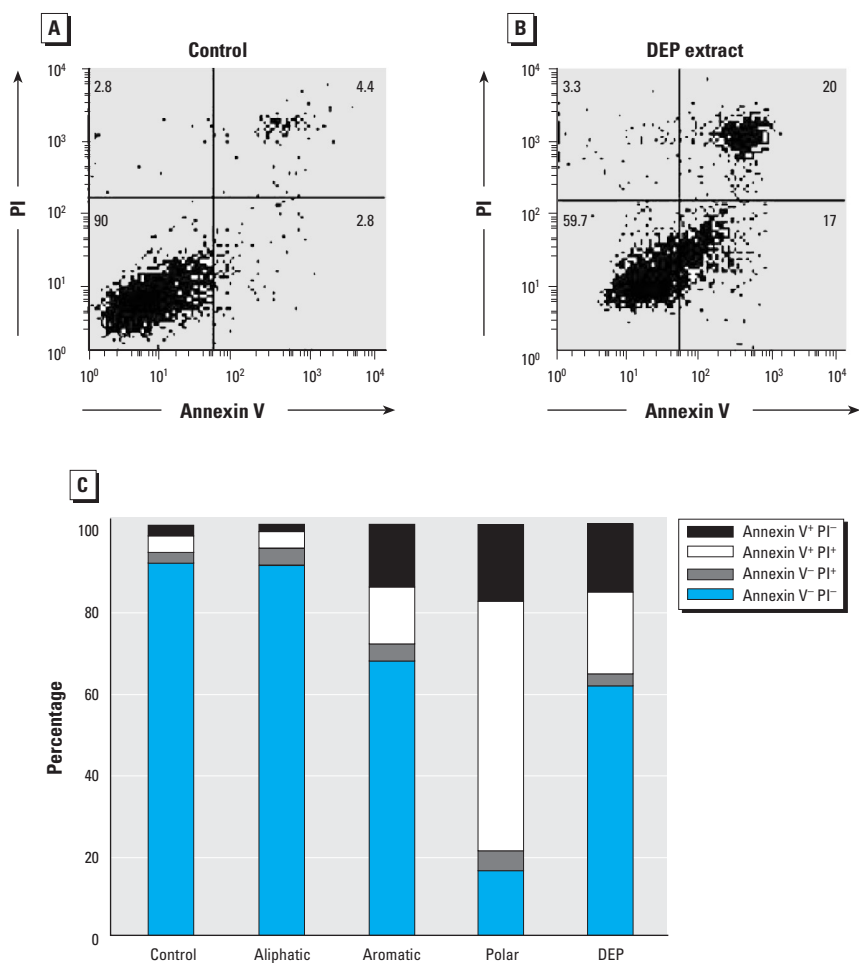 A
Control
10⁴
10³
10²
10¹
10⁰
PI
2.8
4.4
90
2.8
10⁰ 10¹ 10² 10³ 10⁴
Annexin V
B
DEP extract
10⁴
10³
10²
10¹
10⁰
PI
3.3
20
59.7
17
10⁰ 10¹ 10² 10³ 10⁴
Annexin V
C
100
80
60
40
20
0
Percentage
Control Aliphatic Aromatic Polar DEP
Annexin V⁺ PI⁻
Annexin V⁺ PI⁺
Annexin V⁻ PI⁺
Annexin V⁻ PI⁻